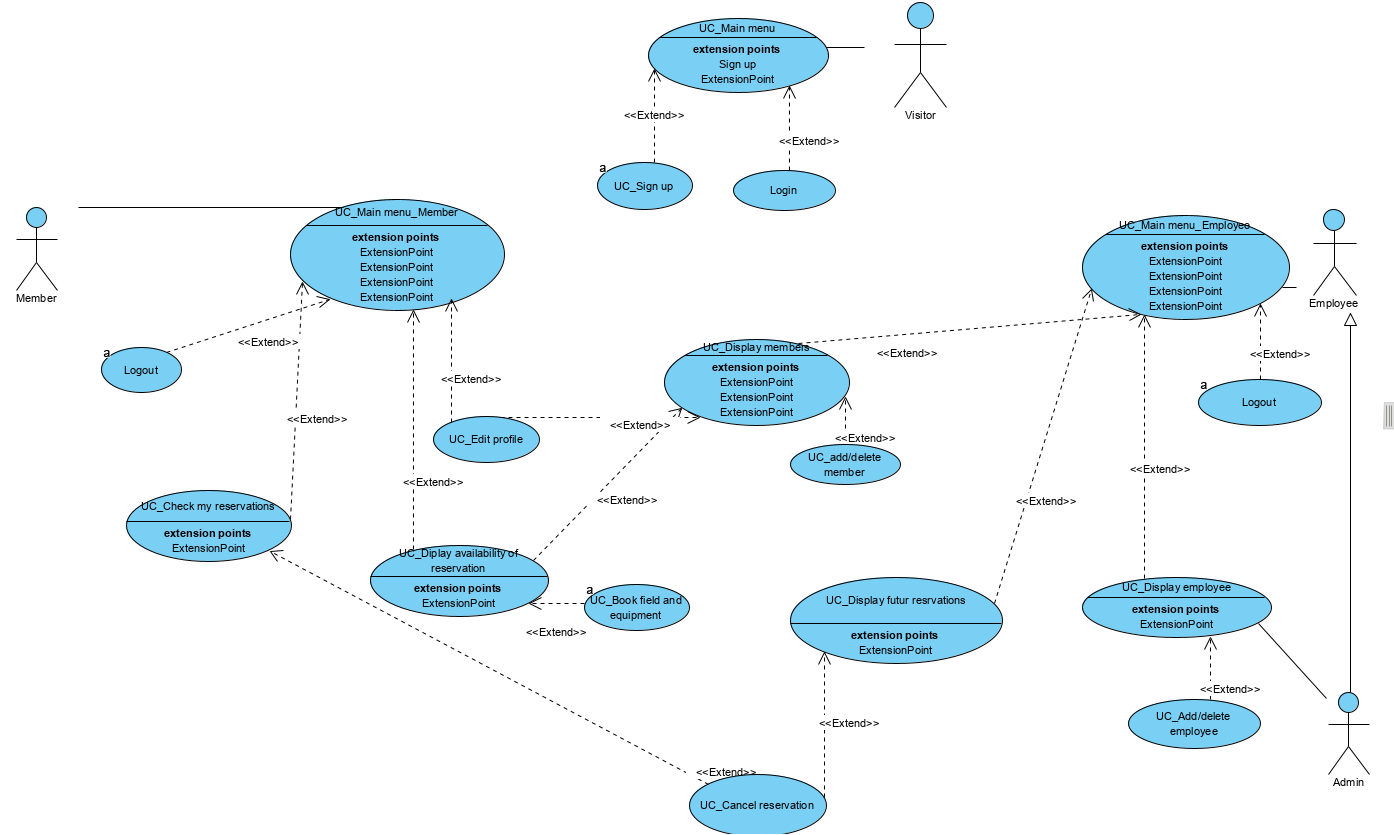 UC_Main menu
extension points
Sign up
ExtensionPoint
Visitor
<<Extend>>
<<Extend>>
a
UC_Sign up
Login
Member
UC_Main menu_Member
extension points
ExtensionPoint
ExtensionPoint
ExtensionPoint
ExtensionPoint
UC_Main menu_Employee
extension points
ExtensionPoint
ExtensionPoint
ExtensionPoint
ExtensionPoint
Employee
<<Extend>>
a
Logout
<<Extend>>
<<Extend>>
UC_Display members
extension points
ExtensionPoint
ExtensionPoint
ExtensionPoint
<<Extend>>
<<Extend>>
a
Logout
UC_Edit profile
<<Extend>>
<<Extend>>
UC_add/delete
member
<<Extend>>
<<Extend>>
<<Extend>>
<<Extend>>
UC_Check my reservations
extension points
ExtensionPoint
UC_Diplay availability of
reservation
extension points
ExtensionPoint
a
UC_Book field and
equipment
<<Extend>>
UC_Display futur resrvations
extension points
ExtensionPoint
UC_Display employee
extension points
ExtensionPoint
<<Extend>>
UC_Add/delete
employee
<<Extend>>
<<Extend>>
UC_Cancel reservation
Admin